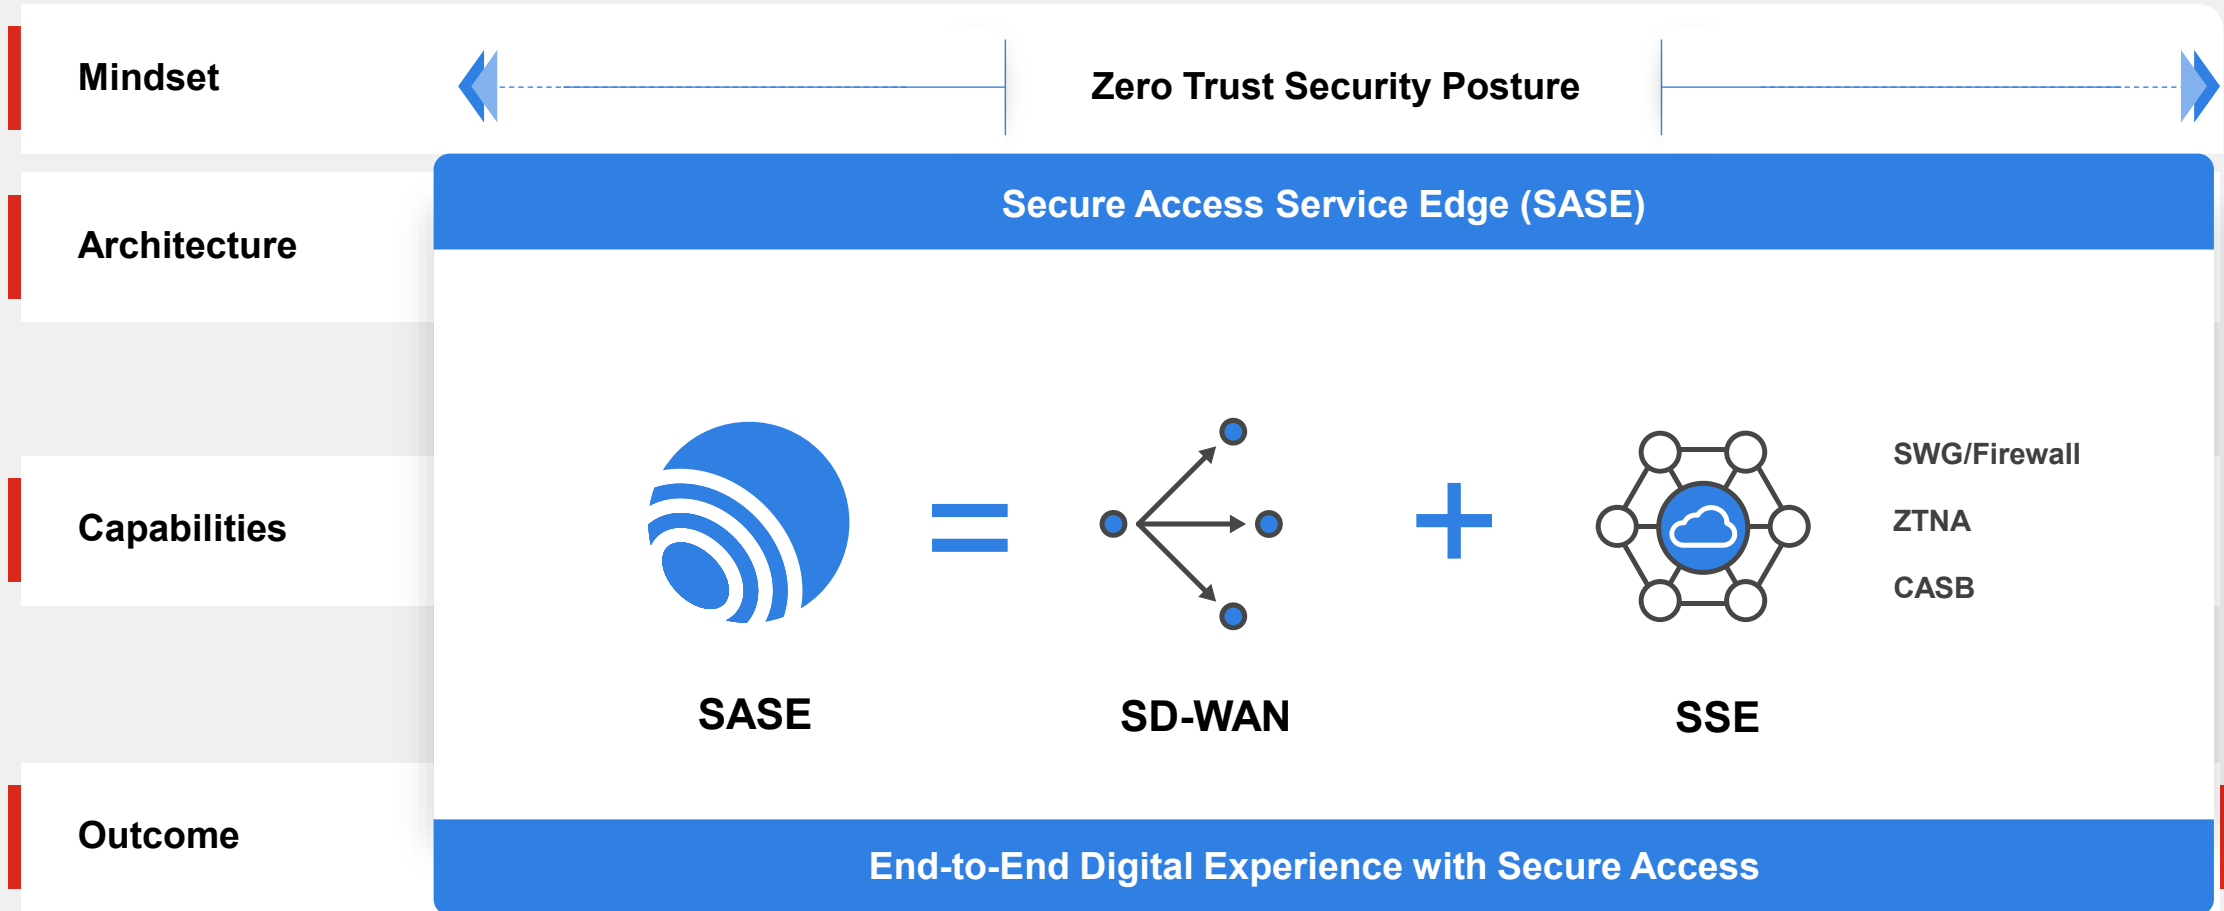 Mindset
Zero Trust Security Posture
Secure Access Service Edge (SASE)
Architecture
Capabilities
SWG/Firewall
ZTNA
CASB
SASE
SD-WAN
SSE
Outcome
End-to-End Digital Experience with Secure Access